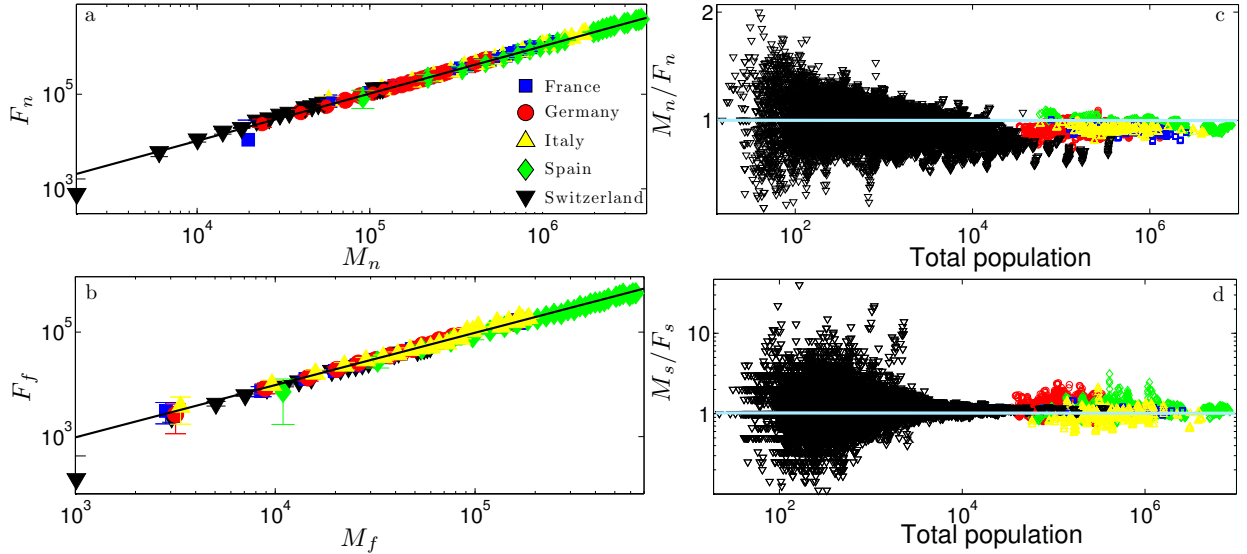 a
F_n
10^5
10^3
10^4
10^5
10^6
M_n
France
Germany
Italy
Spain
Switzerland
b
F_f
10^5
10^3
10^3
10^4
10^5
M_f
c
M_n/F_n
2
1
10^2
10^4
10^6
Total population
d
M_s/F_s
10
1
10^2
10^4
10^6
Total population